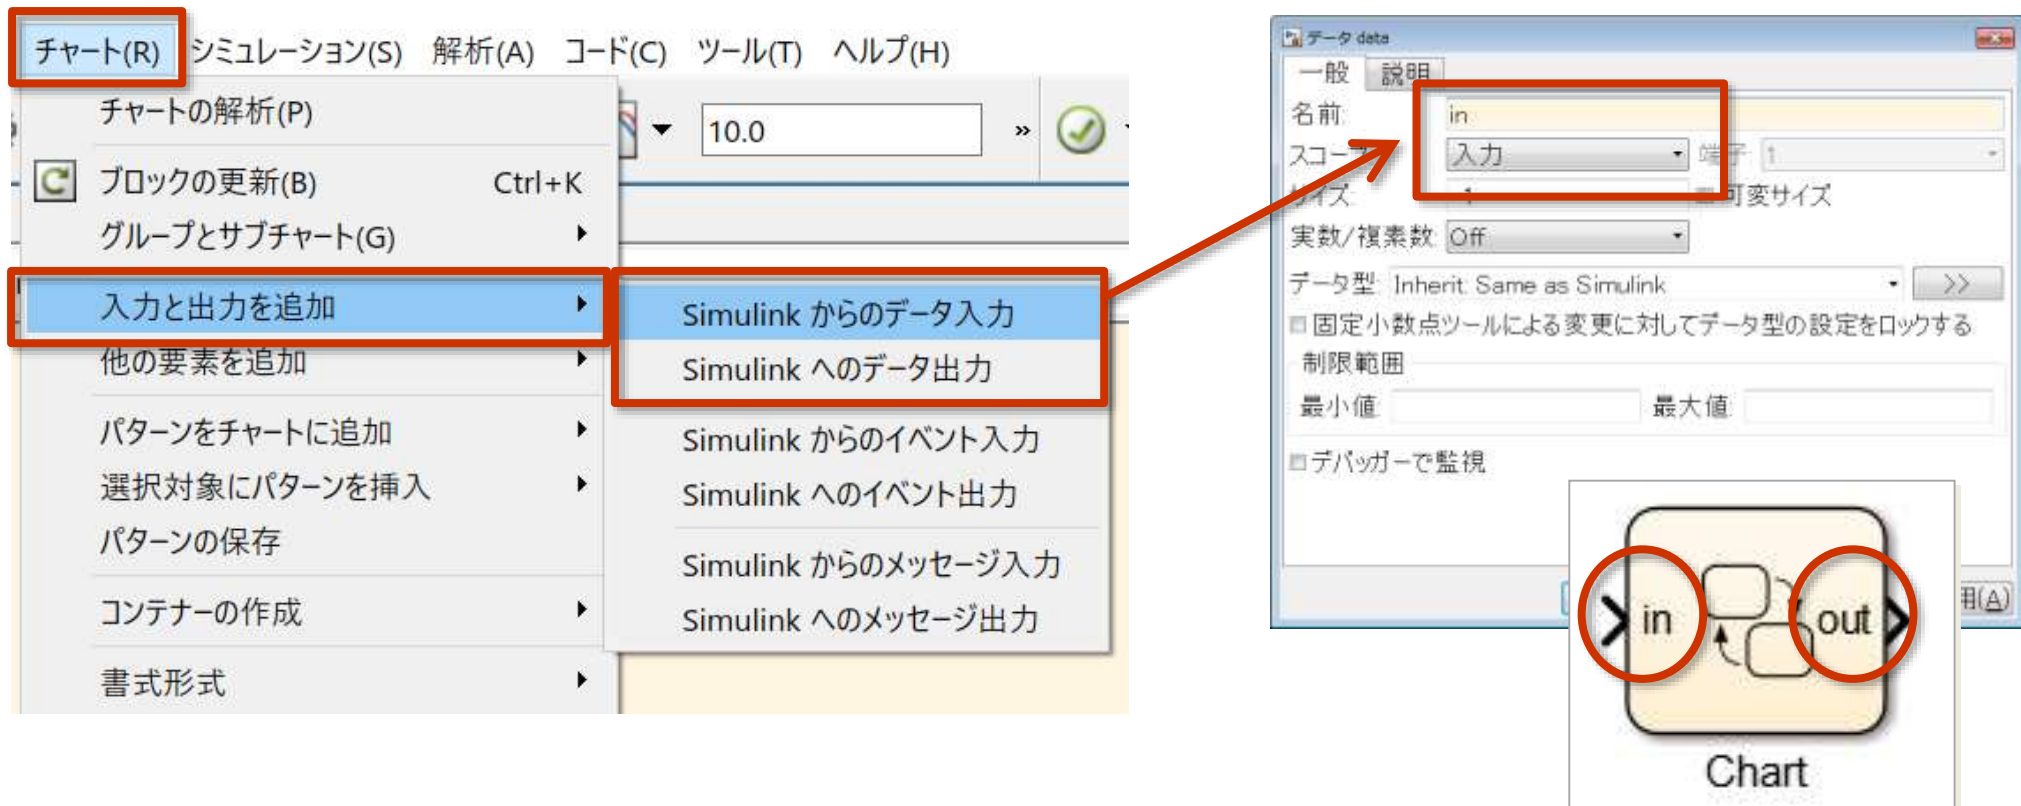 チャート(R) シミュレーション(S) 解析(A) コード(C) ツール(T) ヘルプ(H)
チャートの解析(P)
10.0 »
ブロックの更新(B) Ctrl+K
グループとサブチャート(G)
入力と出力を追加
他の要素を追加
パターンをチャートに追加
選択対象にパターンを挿入
パターンの保存
コンテナーの作成
書式形式
Simulink からのデータ入力
Simulink へのデータ出力
Simulink からのイベント入力
Simulink へのイベント出力
Simulink からのメッセージ入力
Simulink へのメッセージ出力
データ data
一般 説明
名前: in
入力 端子: 1
サイズ: -1 可変サイズ
実数/複素数: Off
データ型: Inherit: Same as Simulink >>
固定小数点ツールによる変更に対してデータ型の設定をロックする
制限範囲
最小値: 最大値:
デバッガーで監視
用(A)
in out
Chart